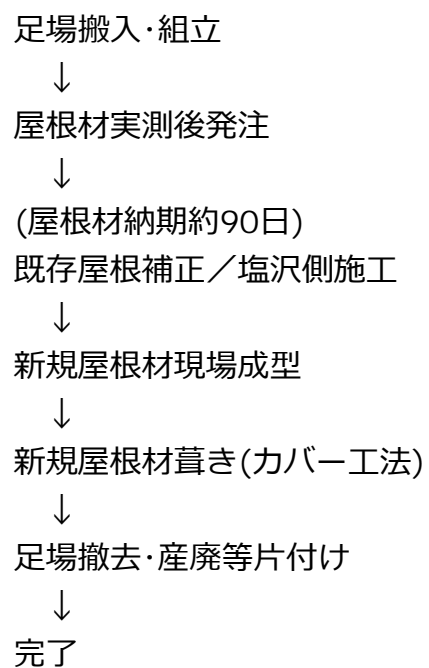 足場搬入･組立
↓
屋根材実測後発注
↓
(屋根材納期約90日)
既存屋根補正／塩沢側施工
↓
新規屋根材現場成型
↓
新規屋根材葺き(カバー工法)
↓
足場撤去･産廃等片付け
↓
完了